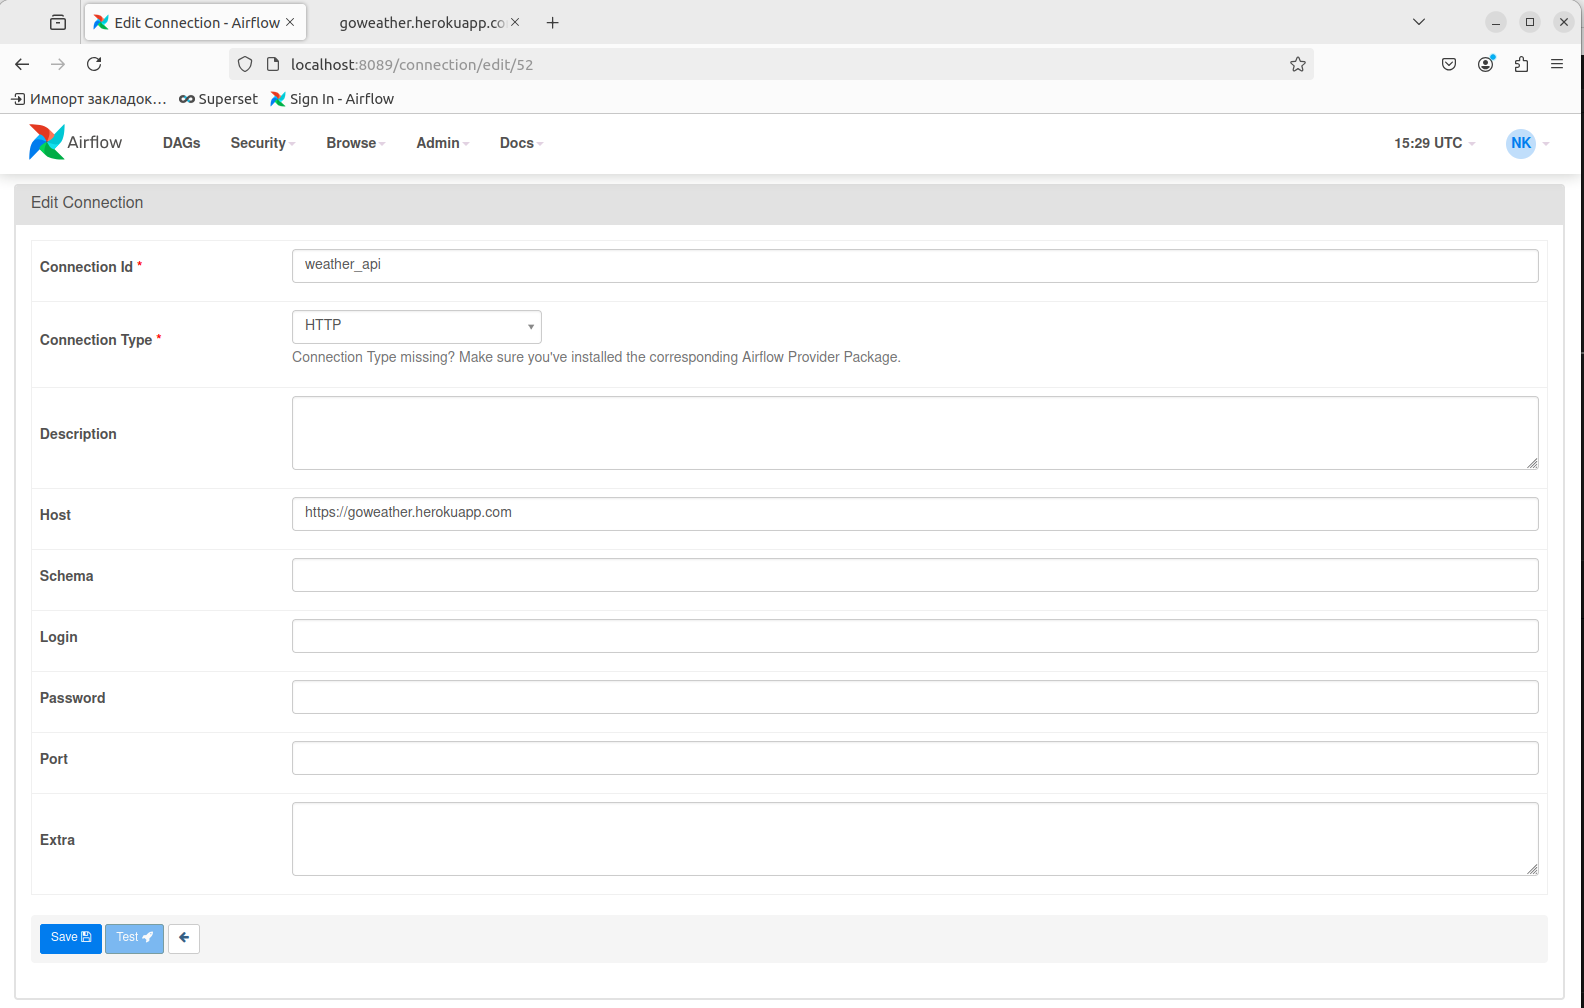 Edit Connection - Airflow
goweather.herokuapp.co
localhost:8089/connection/edit/52
Импорт закладок… Superset Sign In - Airflow
Airflow DAGs Security Browse Admin Docs 15:29 UTC NK
Edit Connection
Connection Id * weather_api
Connection Type * HTTP
Connection Type missing? Make sure you've installed the corresponding Airflow Provider Package.
Description
Host https://goweather.herokuapp.com
Schema
Login
Password
Port
Extra
Save Test